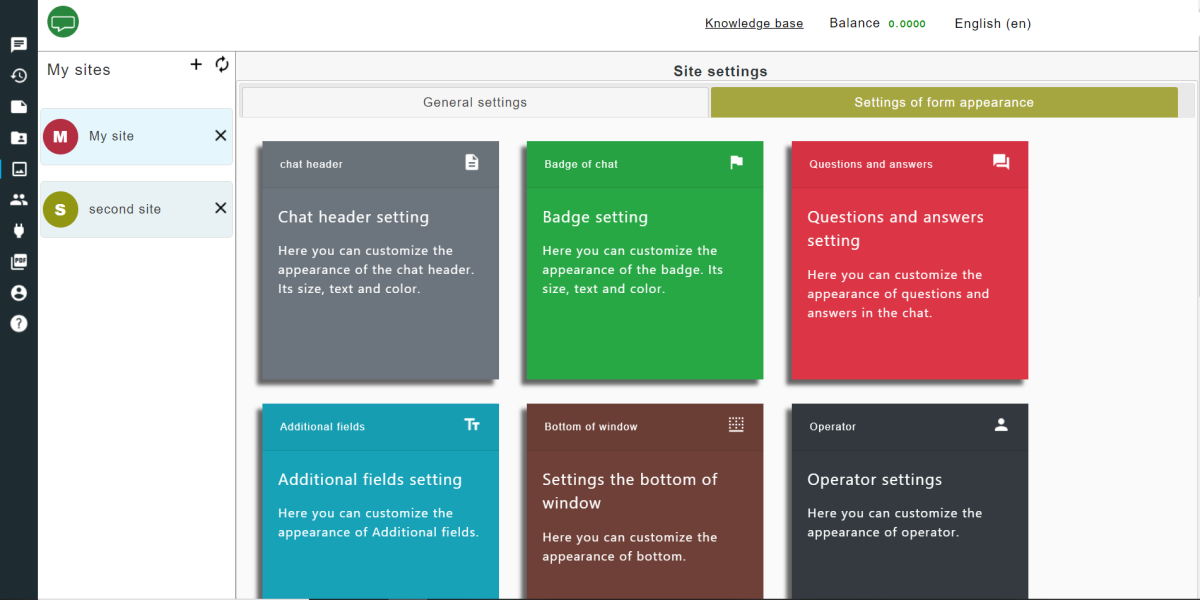 Knowledge base
Balance 0.0000
English (en)
My sites
Site settings
General settings
Settings of form appearance
M
My site
S
second site
PDF
?
chat header
Chat header setting
Here you can customize the
appearance of the chat header.
Its size, text and color.
Badge of chat
Badge setting
Here you can customize the
appearance of the badge. Its
size, text and color.
Questions and answers
Questions and answers
setting
Here you can customize the
appearance of questions and
answers in the chat.
Additional fields
Tт
Additional fields setting
Here you can customize the
appearance of Additional fields.
Bottom of window
Settings the bottom of
window
Here you can customize the
appearance of bottom.
Operator
Operator settings
Here you can customize the
appearance of operator.